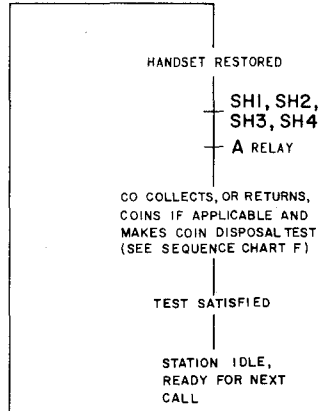 HANDSET RESTORED
SH1, SH2,
SH3, SH4
A RELAY
CO COLLECTS, OR RETURNS,
COINS IF APPLICABLE AND
MAKES COIN DISPOSAL TEST
(SEE SEQUENCE CHART F)
TEST SATISFIED
STATION IDLE,
READY FOR NEXT
CALL